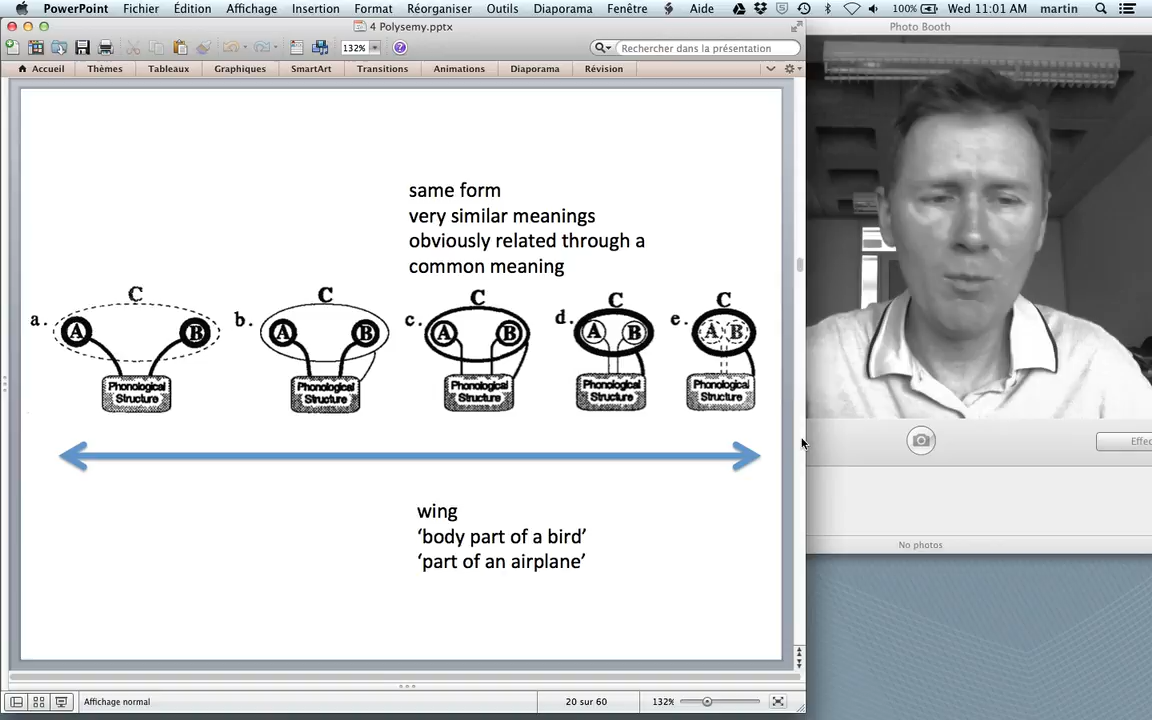 PowerPoint Fichier Édition Affichage Insertion Format Réorganiser Outils Diaporama Fenêtre Aide 100% Wed 11:01 AM martin
4 Polysemy.pptx
Photo Booth
132% Rechercher dans la présentation
Accueil Thèmes Tableaux Graphiques SmartArt Transitions Animations Diaporama Révision
same form
very similar meanings
obviously related through a
common meaning
C C C C C
a. A B b. A B c. A B d. A B e. A B
Phonological Phonological Phonological Phonological Phonological
Structure Structure Structure Structure Structure
Effec
wing
‘body part of a bird’
‘part of an airplane’
No photos
Affichage normal 20 sur 60 132%